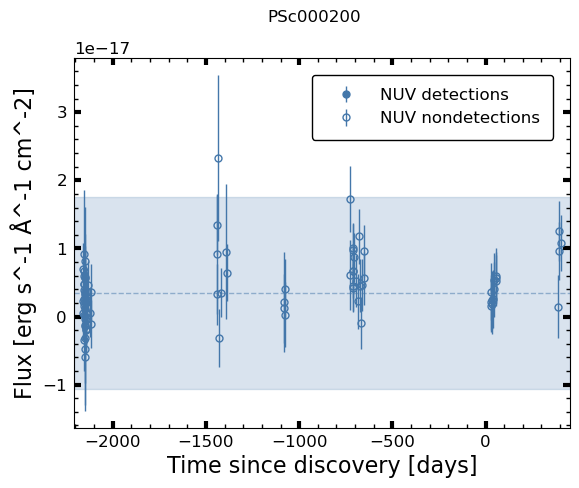 PSc000200
1e−17
NUV detections
NUV nondetections
Flux [erg s^-1 Å^-1 cm^-2]
3
2
1
0
−1
−2000
−1500
−1000
−500
0
Time since discovery [days]